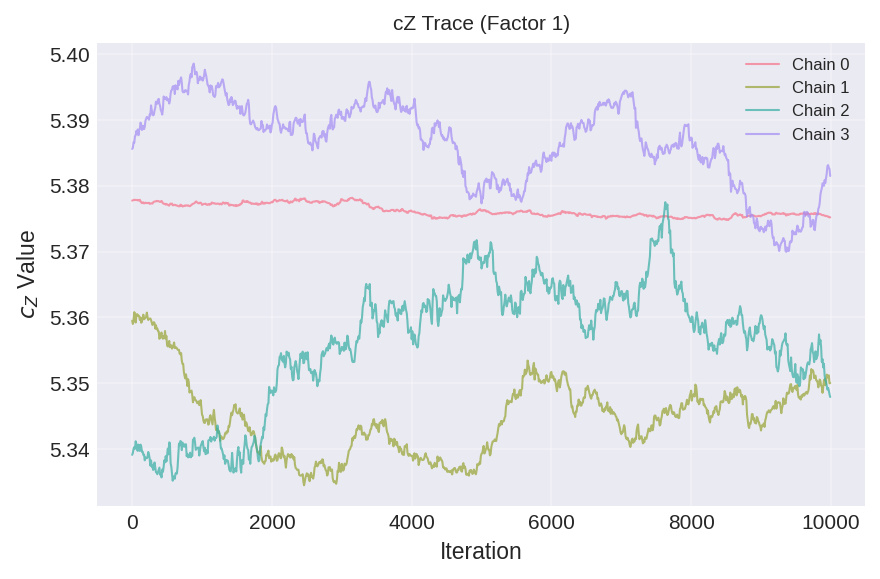 cZ Trace (Factor 1)
5.40
5.39
5.38
5.37
5.36
5.35
5.34
cZ Value
Chain 0
Chain 1
Chain 2
Chain 3
0 2000 4000 6000 8000 10000
Iteration